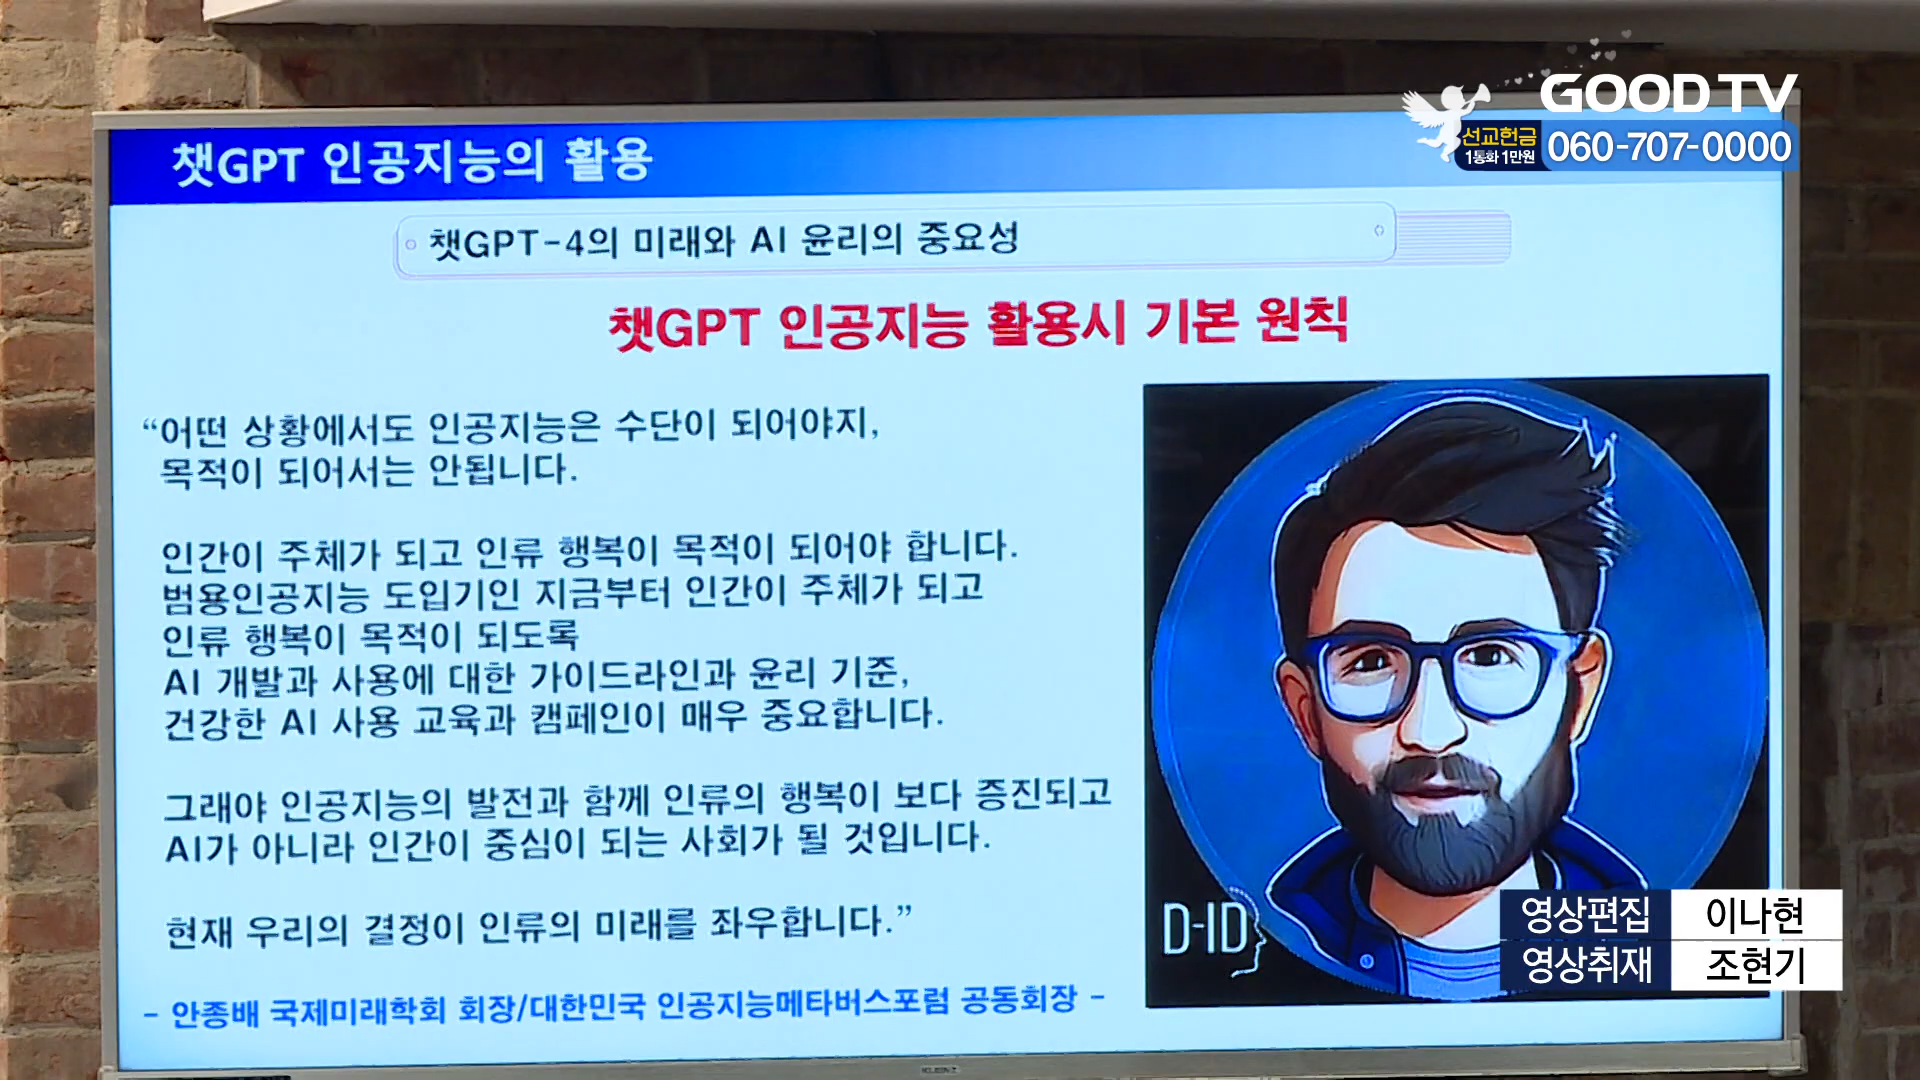 GOOD TV
선교헌금
1통화 1만원
060-707-0000
챗GPT 인공지능의 활용
챗GPT-4의 미래와 AI 윤리의 중요성
챗GPT 인공지능 활용시 기본 원칙
“어떤 상황에서도 인공지능은 수단이 되어야지,
목적이 되어서는 안됩니다.
인간이 주체가 되고 인류 행복이 목적이 되어야 합니다.
범용인공지능 도입기인 지금부터 인간이 주체가 되고
인류 행복이 목적이 되도록
AI 개발과 사용에 대한 가이드라인과 윤리 기준,
건강한 AI 사용 교육과 캠페인이 매우 중요합니다.
그래야 인공지능의 발전과 함께 인류의 행복이 보다 증진되고
AI가 아니라 인간이 중심이 되는 사회가 될 것입니다.
현재 우리의 결정이 인류의 미래를 좌우합니다.”
- 안종배 국제미래학회 회장/대한민국 인공지능메타버스포럼 공동회장 -
D-ID
영상편집 이나현
영상취재 조현기